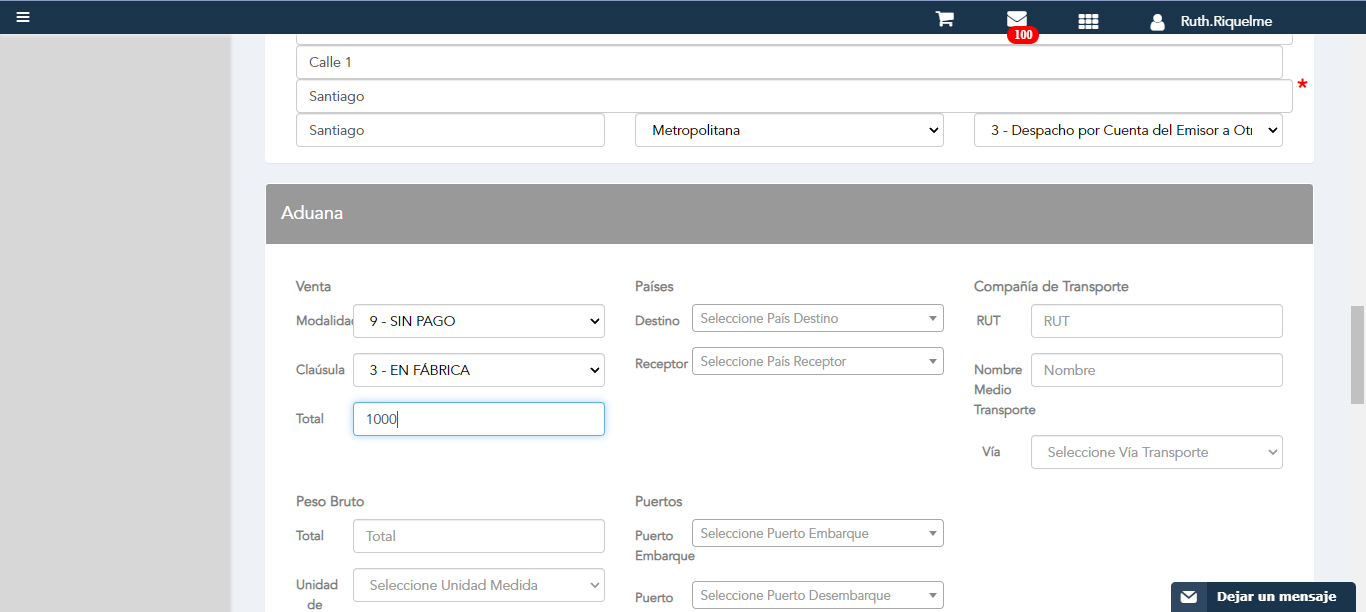 Ruth.Riquelme
100
Calle 1
Santiago
*
Santiago
Metropolitana
3 - Despacho por Cuenta del Emisor a Otr
Aduana
Venta
Modalidad
9 - SIN PAGO
Claúsula
3 - EN FÁBRICA
Total
1000
Países
Destino
Seleccione País Destino
Receptor
Seleccione País Receptor
Compañía de Transporte
RUT
RUT
Nombre
Medio
Transporte
Nombre
Vía
Seleccione Vía Transporte
Peso Bruto
Total
Total
Unidad
de
Seleccione Unidad Medida
Puertos
Puerto
Embarque
Seleccione Puerto Embarque
Puerto
Seleccione Puerto Desembarque
Dejar un mensaje